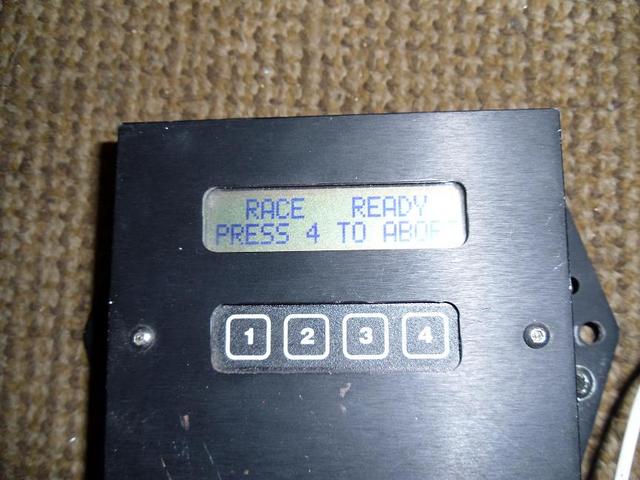 RACE READY
PRESS 4 TO ABORT
1 2 3 4